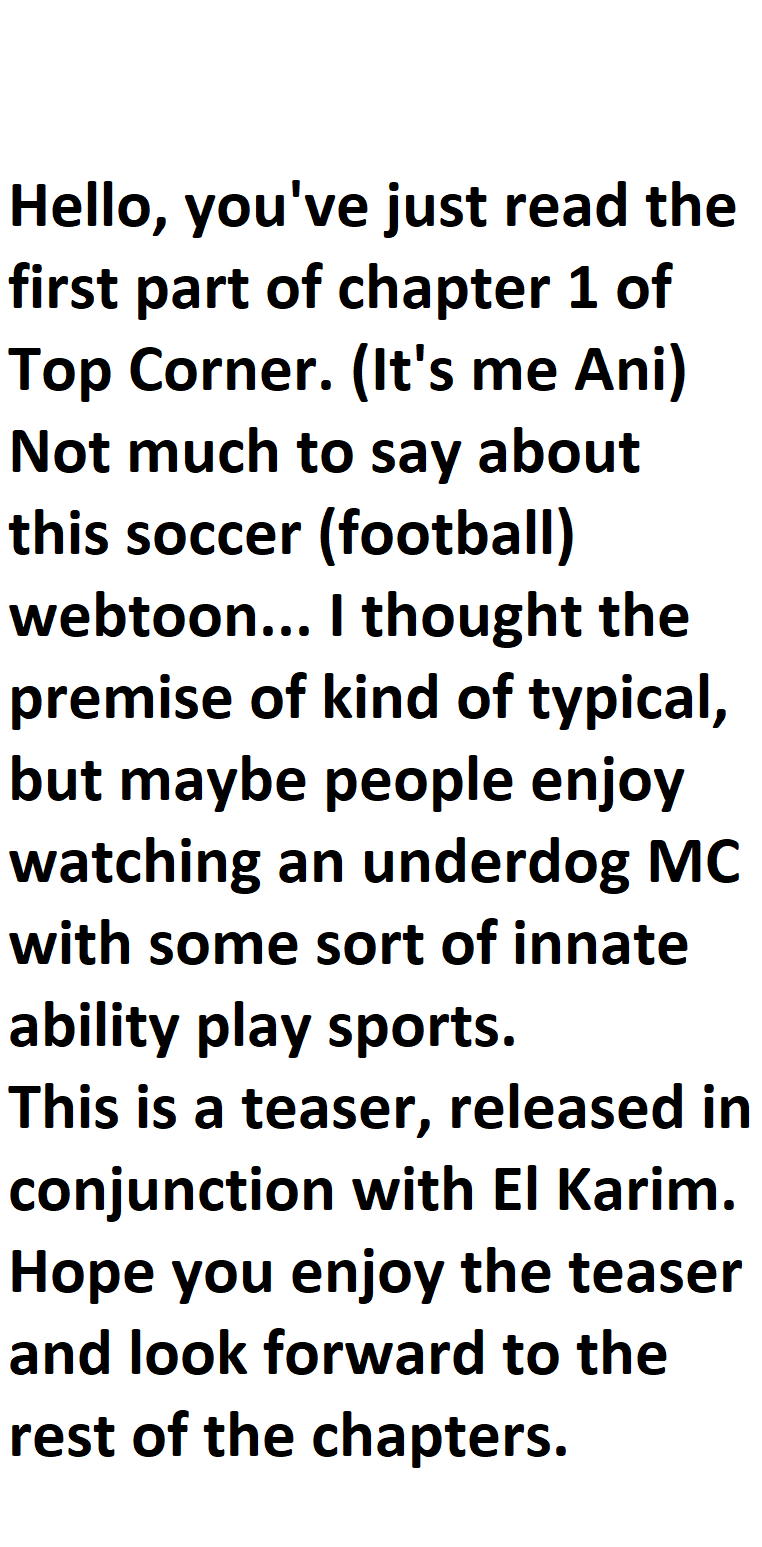 Hello, you've just read the
first part of chapter 1 of
Top Corner. (It's me Ani)
Not much to say about
this soccer (football)
webtoon... I thought the
premise of kind of typical,
but maybe people enjoy
watching an underdog MC
with some sort of innate
ability play sports.
This is a teaser, released in
conjunction with El Karim.
Hope you enjoy the teaser
and look forward to the
rest of the chapters.